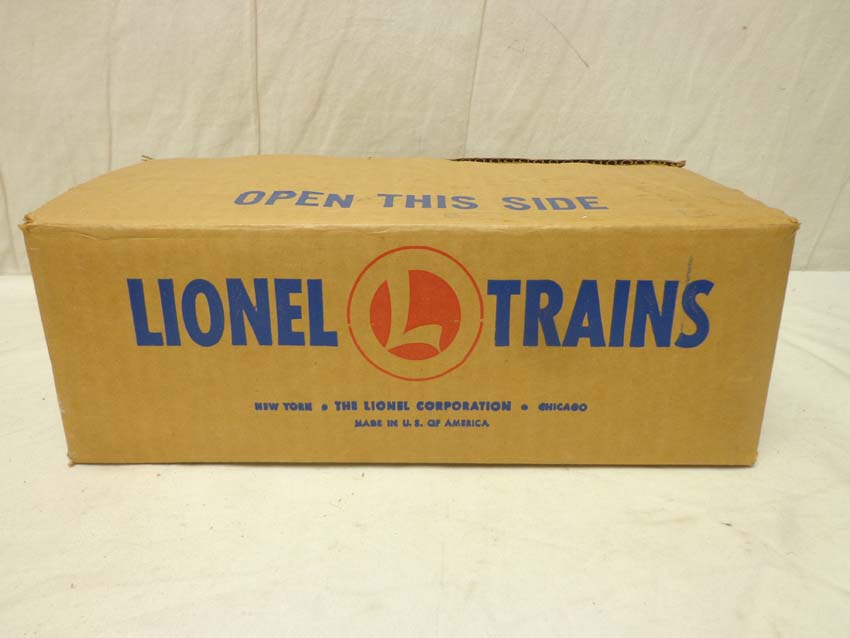 OPEN THIS SIDE
LIONEL L TRAINS
NEW YORK • THE LIONEL CORPORATION • CHICAGO
MADE IN U. S. OF AMERICA